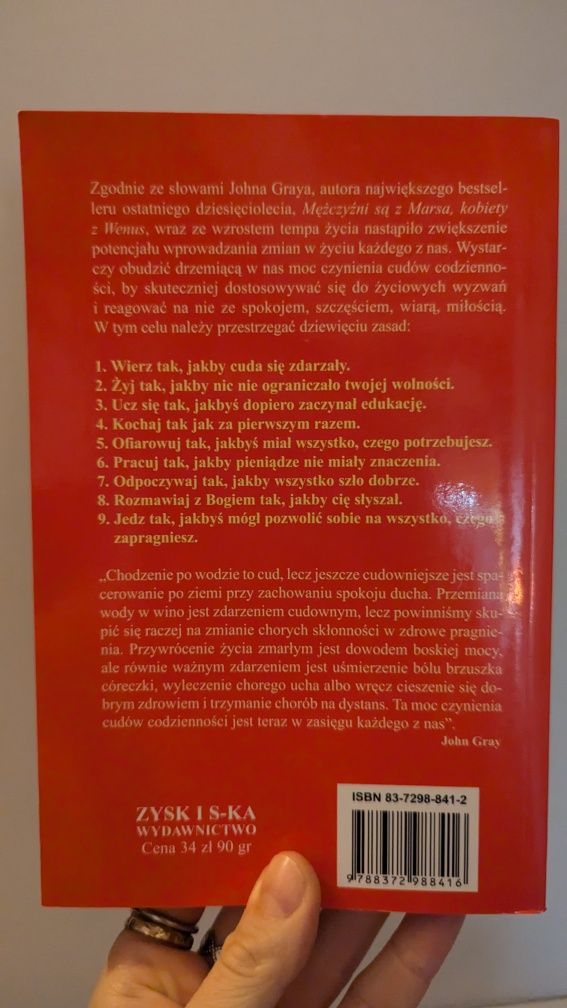 Zgodnie ze słowami Johna Graya, autora największego bestsel-
leru ostatniego dziesięciolecia, Mężczyźni są z Marsa, kobiety
z Wenus, wraz ze wzrostem tempa życia nastąpiło zwiększenie
potencjału wprowadzania zmian w życiu każdego z nas. Wystar-
czy obudzić drzemiącą w nas moc czynienia cudów codzienno-
ści, by skuteczniej dostosowywać się do życiowych wyzwań
i reagować na nie ze spokojem, szczęściem, wiarą, miłością.
W tym celu należy przestrzegać dziewięciu zasad:
1. Wierz tak, jakby cuda się zdarzały.
2. Żyj tak, jakby nic nie ograniczało twojej wolności.
3. Ucz się tak, jakbyś dopiero zaczynał edukację.
4. Kochaj tak jak za pierwszym razem.
5. Ofiarowuj tak, jakbyś miał wszystko, czego potrzebujesz.
6. Pracuj tak, jakby pieniądze nie miały znaczenia.
7. Odpoczywaj tak, jakby wszystko szło dobrze.
8. Rozmawiaj z Bogiem tak, jakby cię słyszał.
9. Jedz tak, jakbyś mógł pozwolić sobie na wszystko, czego
zapragniesz.
„Chodzenie po wodzie to cud, lecz jeszcze cudowniejsze jest spa-
cerowanie po ziemi przy zachowaniu spokoju ducha. Przemiana
wody w wino jest zdarzeniem cudownym, lecz powinniśmy sku-
pić się raczej na zmianie chorych skłonności w zdrowe pragnie-
nia. Przywrócenie życia zmarłym jest dowodem boskiej mocy,
ale równie ważnym zdarzeniem jest uśmierzenie bólu brzuszka
córeczki, wyleczenie chorego ucha albo wręcz cieszenie się do-
brym zdrowiem i trzymanie chorób na dystans. Ta moc czynienia
cudów codzienności jest teraz w zasięgu każdego z nas”.
John Gray
ISBN 83-7298-841-2
ZYSK I S-KA
WYDAWNICTWO
Cena 34 zł 90 gr
9 788372 988416